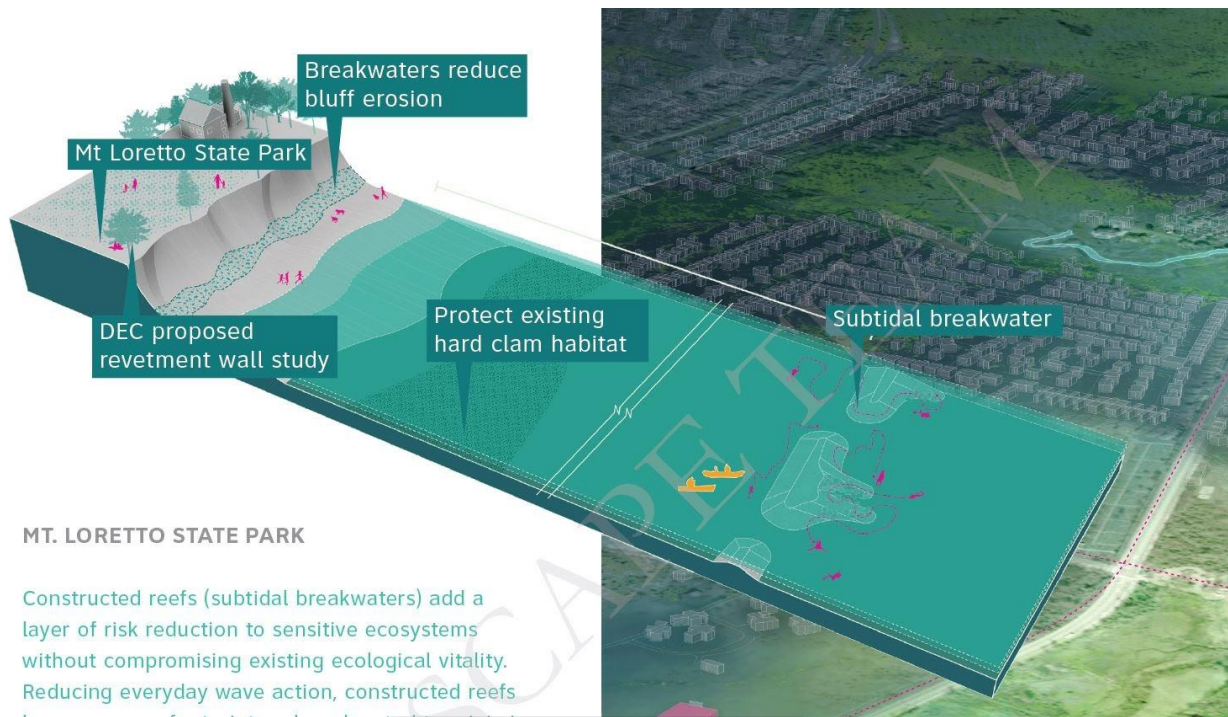 Breakwaters reduce
bluff erosion
Mt Loretto State Park
DEC proposed
revetment wall study
Protect existing
hard clam habitat
Subtidal breakwater
N N
SCAPE TEAM
MT. LORETTO STATE PARK
Constructed reefs (subtidal breakwaters) add a
layer of risk reduction to sensitive ecosystems
without compromising existing ecological vitality.
Reducing everyday wave action, constructed reefs